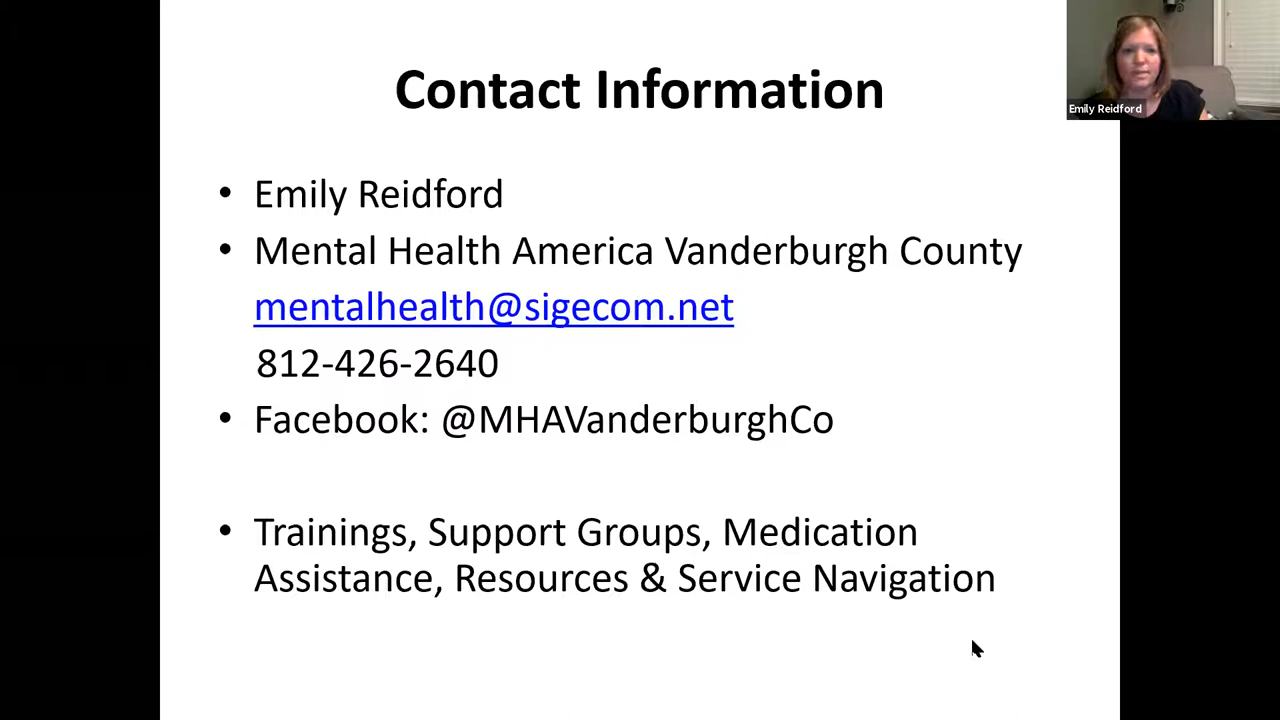 Contact Information
Emily Reidford
• Emily Reidford
• Mental Health America Vanderburgh County
mentalhealth@sigecom.net
812-426-2640
• Facebook: @MHAVanderburghCo
• Trainings, Support Groups, Medication
Assistance, Resources & Service Navigation